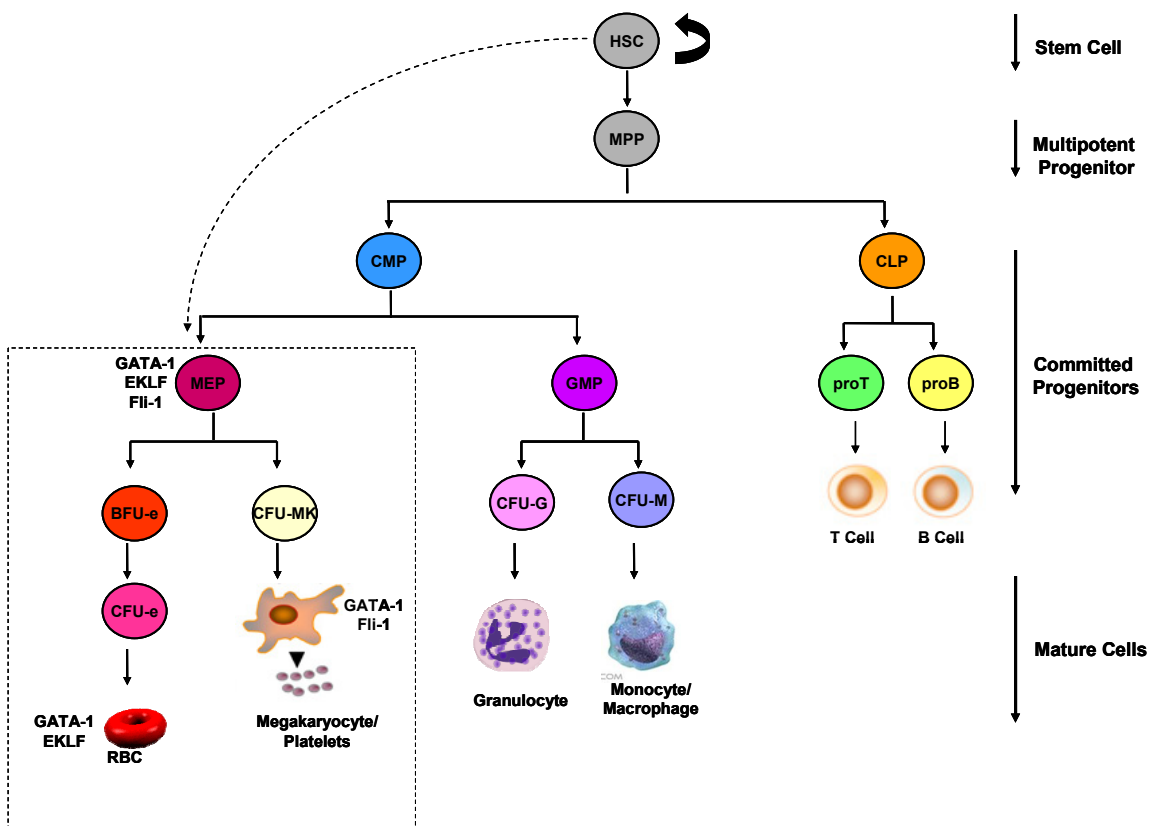 HSC
Stem Cell
MPP
Multipotent
Progenitor
CMP
CLP
GATA-1
EKLF
Fli-1
MEP
GMP
proT
proB
Committed
Progenitors
BFU-e
CFU-MK
CFU-G
CFU-M
T Cell
B Cell
CFU-e
GATA-1
Fli-1
COM
Mature Cells
Granulocyte
Monocyte/
Macrophage
GATA-1
EKLF
RBC
Megakaryocyte/
Platelets